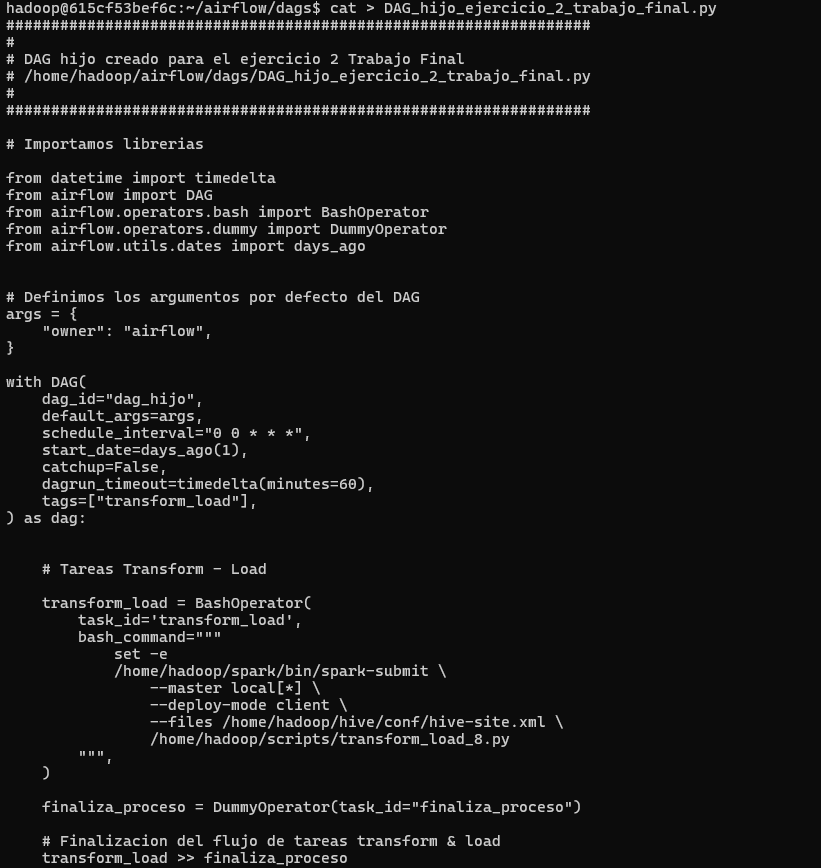 hadoop@615cf53bef6c:~/airflow/dags$ cat > DAG_hijo_ejercicio_2_trabajo_final.py
#################################################################
#
# DAG hijo creado para el ejercicio 2 Trabajo Final
# /home/hadoop/airflow/dags/DAG_hijo_ejercicio_2_trabajo_final.py
#
#################################################################

# Importamos librerias

from datetime import timedelta
from airflow import DAG
from airflow.operators.bash import BashOperator
from airflow.operators.dummy import DummyOperator
from airflow.utils.dates import days_ago


# Definimos los argumentos por defecto del DAG
args = {
    "owner": "airflow",
}

with DAG(
    dag_id="dag_hijo",
    default_args=args,
    schedule_interval="0 0 * * *",
    start_date=days_ago(1),
    catchup=False,
    dagrun_timeout=timedelta(minutes=60),
    tags=["transform_load"],
) as dag:


    # Tareas Transform - Load

    transform_load = BashOperator(
        task_id='transform_load',
        bash_command="""
            set -e
            /home/hadoop/spark/bin/spark-submit \
                --master local[*] \
                --deploy-mode client \
                --files /home/hadoop/hive/conf/hive-site.xml \
                /home/hadoop/scripts/transform_load_8.py
        """,
    )

    finaliza_proceso = DummyOperator(task_id="finaliza_proceso")

    # Finalizacion del flujo de tareas transform & load
    transform_load >> finaliza_proceso